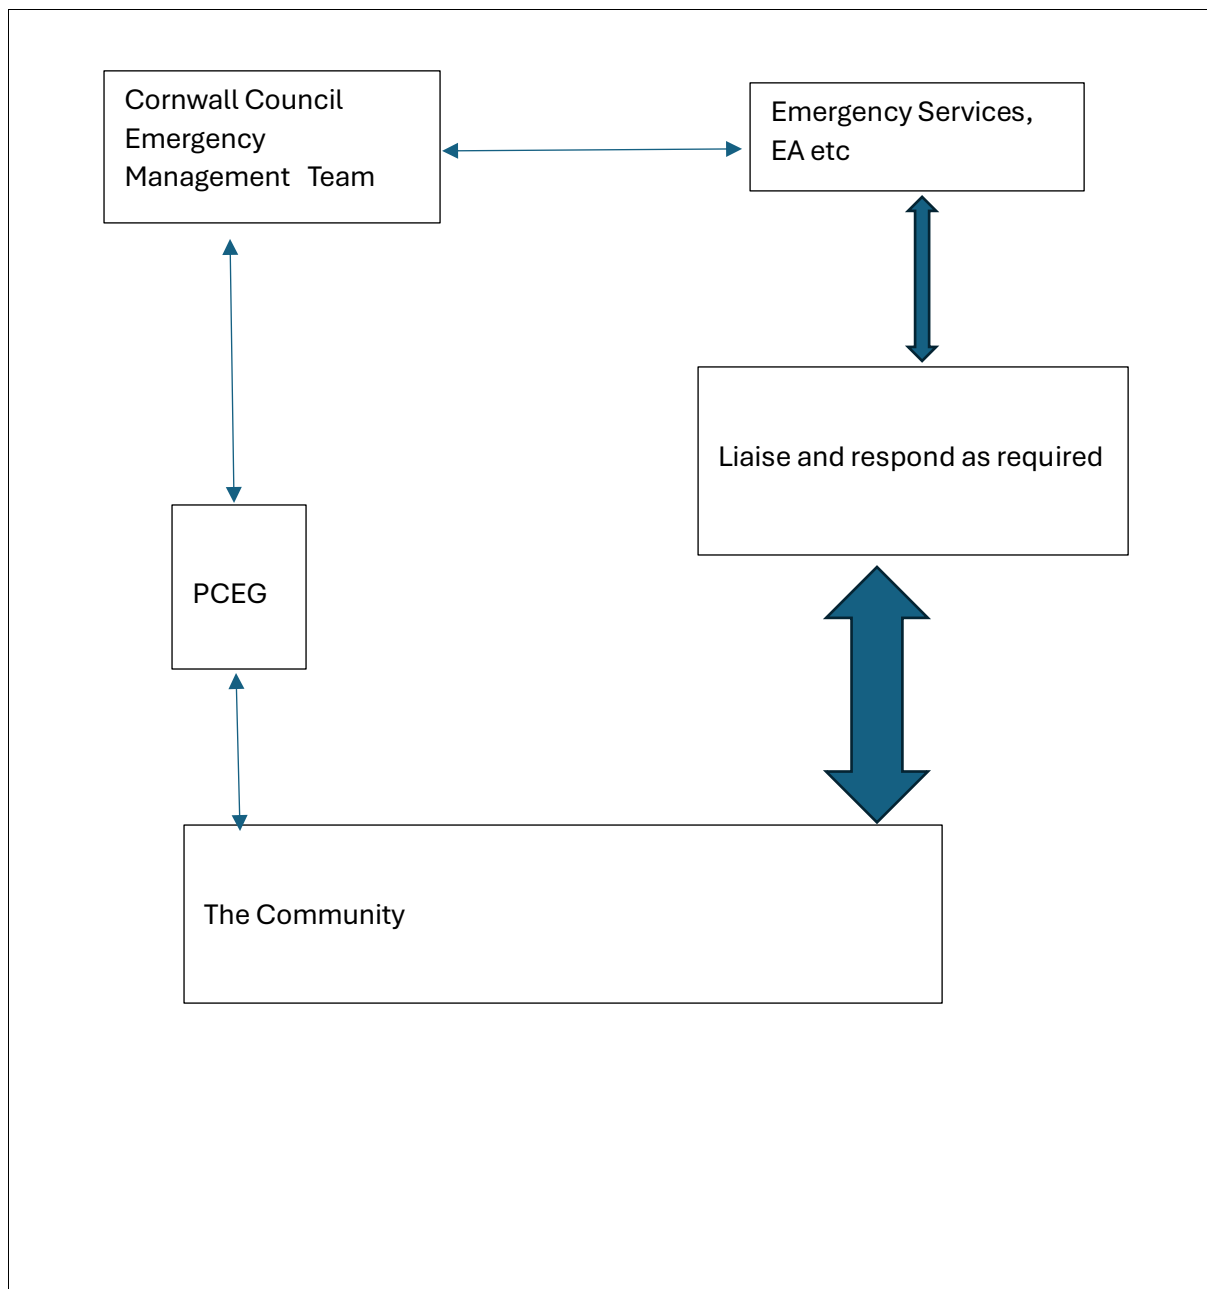 Cornwall Council
Emergency
Management Team
Emergency Services,
EA etc
Liaise and respond as required
PCEG
The Community